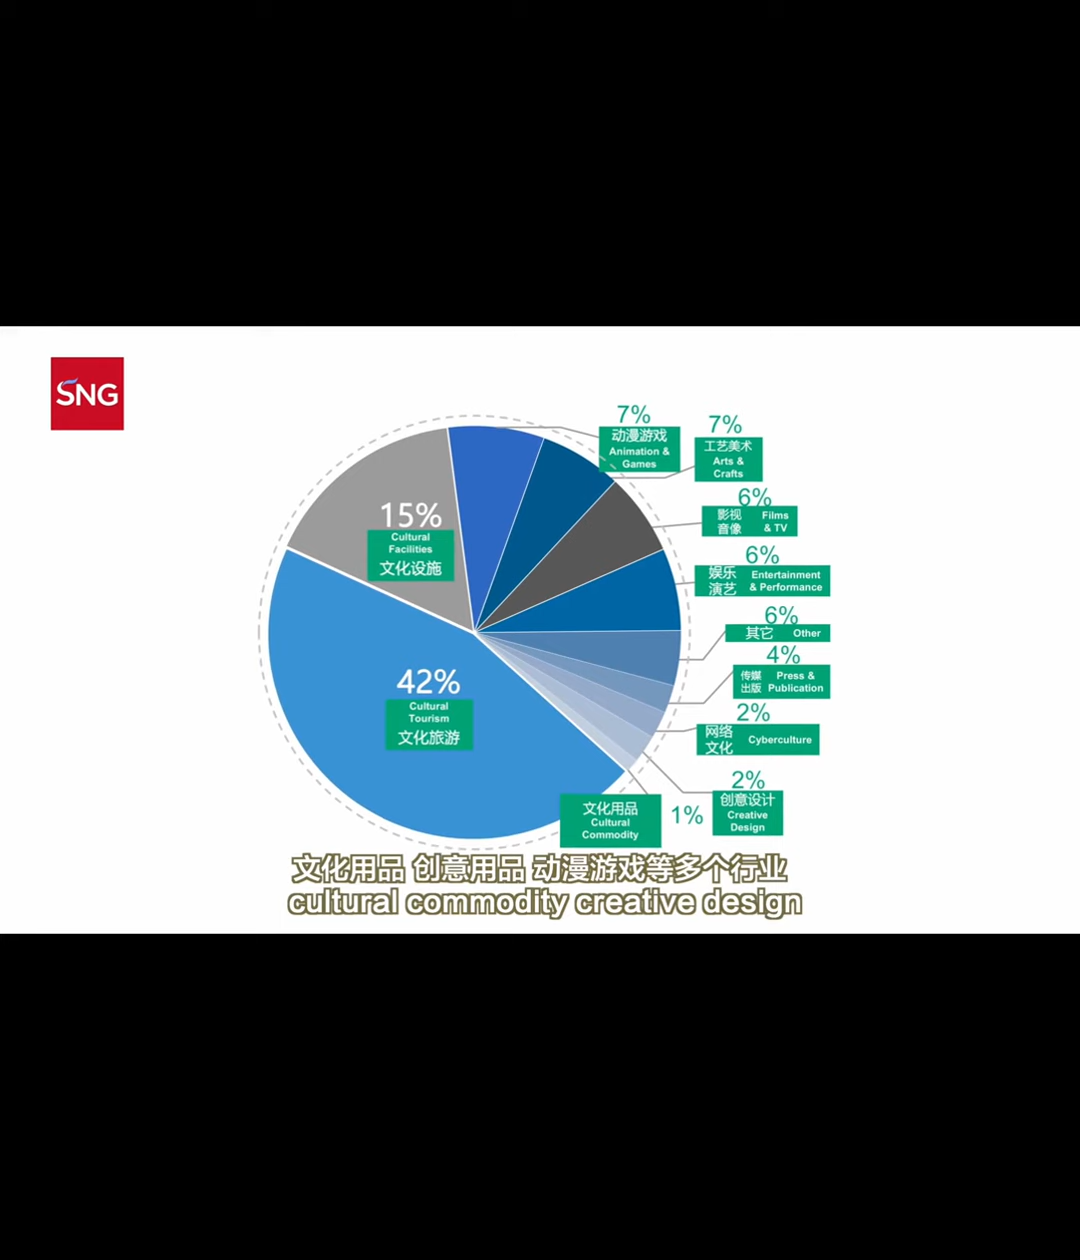 SNG
7%
动漫游戏
Animation &
Games
7%
工艺美术
Arts &
Crafts
6%
影视 Films
音像 & TV
6%
娱乐 Entertainment
演艺 & Performance
6%
其它 Other
4%
传媒 Press &
出版 Publication
2%
网络
文化 Cyberculture
2%
创意设计
Creative
Design
1%
文化用品
Cultural
Commodity
15%
Cultural
Facilities
文化设施
42%
Cultural
Tourism
文化旅游
文化用品 创意用品 动漫游戏等多个行业
cultural commodity creative design